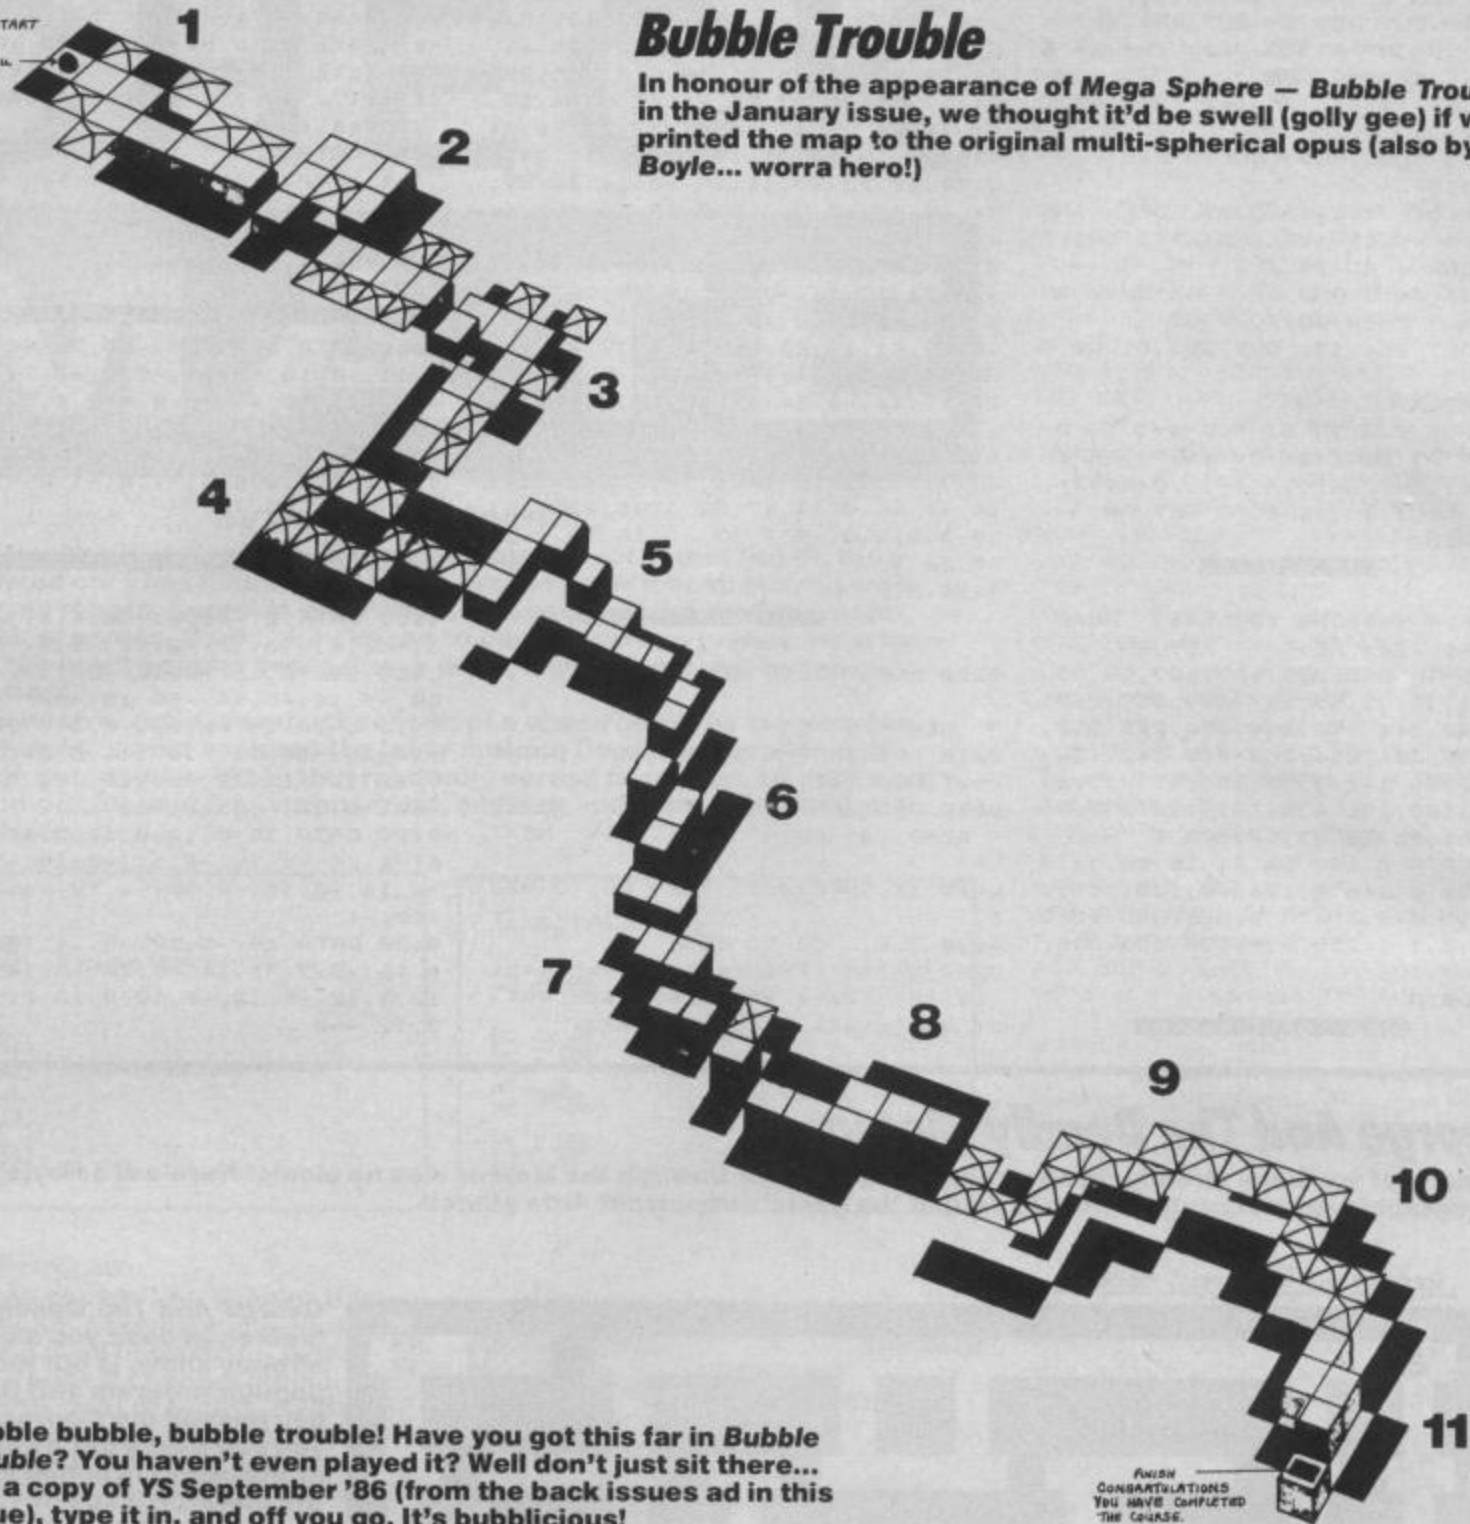 TART
1
Bubble Trouble
In honour of the appearance of Mega Sphere — Bubble Trou
in the January issue, we thought it'd be swell (golly gee) if w
printed the map to the original multi-spherical opus (also by
Boyle... worra hero!)
2
3
4
5
6
7
8
9
10
11
FINISH
CONGRATULATIONS
YOU HAVE COMPLETED
THE COURSE.
bble bubble, bubble trouble! Have you got this far in Bubble
uble? You haven't even played it? Well don't just sit there...
a copy of YS September '86 (from the back issues ad in this
ue), type it in, and off you go. It's bubblicious!